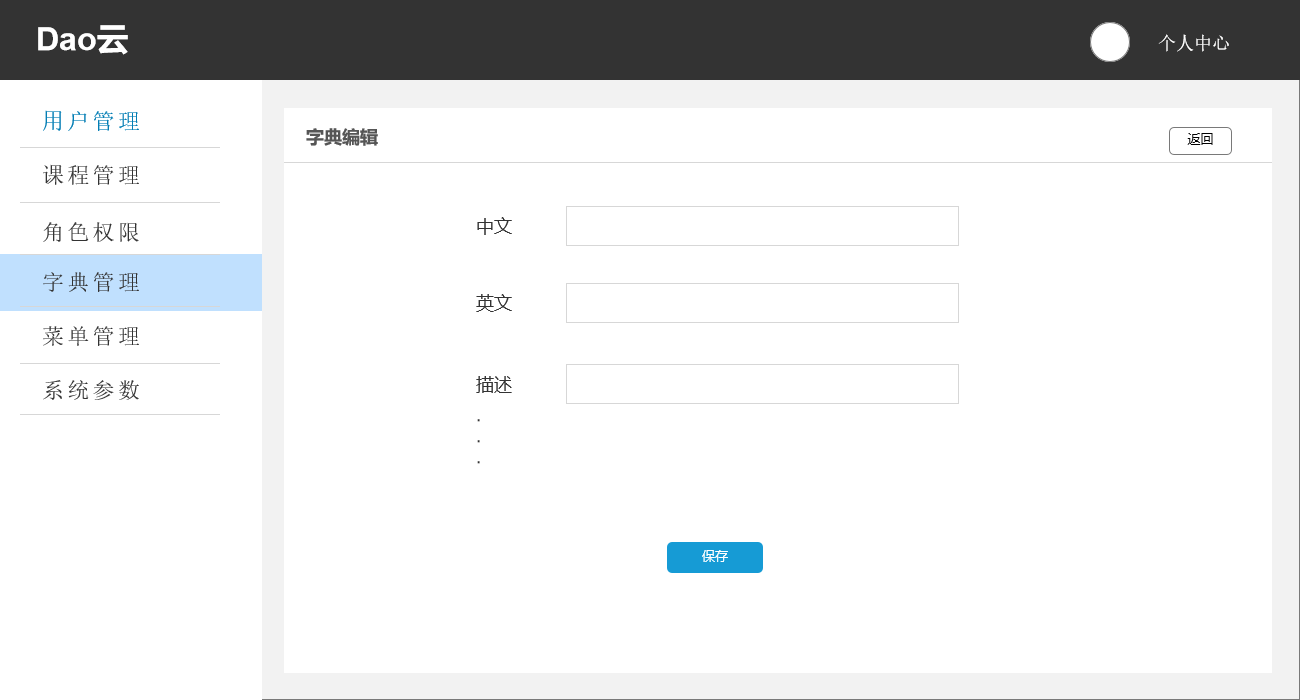 Dao云
个人中心
用户管理
课程管理
角色权限
字典管理
菜单管理
系统参数
字典编辑
返回
中文
英文
描述
.
.
.
保存